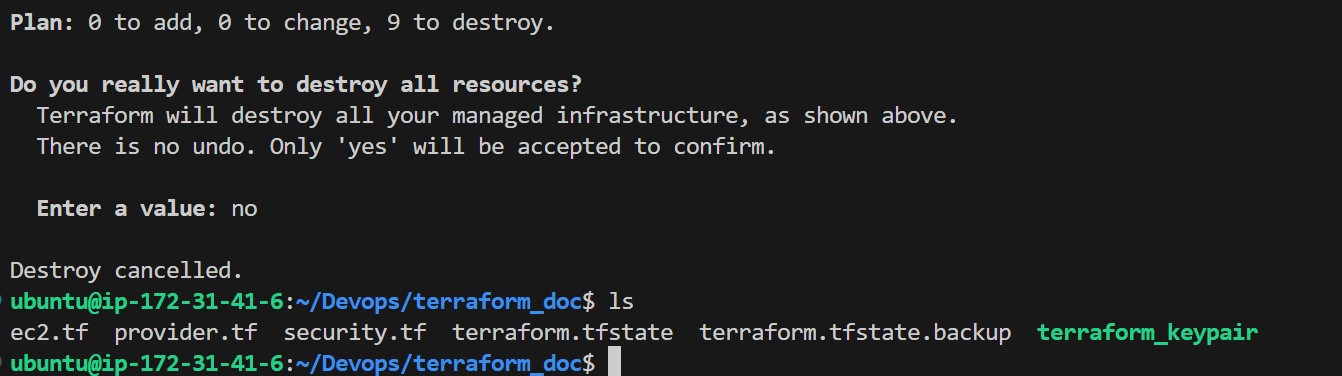 Plan: 0 to add, 0 to change, 9 to destroy.
Do you really want to destroy all resources?
Terraform will destroy all your managed infrastructure, as shown above.
There is no undo. Only 'yes' will be accepted to confirm.
Enter a value: no
Destroy cancelled.
ubuntu@ip-172-31-41-6:~/Devops/terraform_doc$ ls
ec2.tf provider.tf security.tf terraform.tfstate terraform.tfstate.backup terraform_keypair
ubuntu@ip-172-31-41-6:~/Devops/terraform_doc$